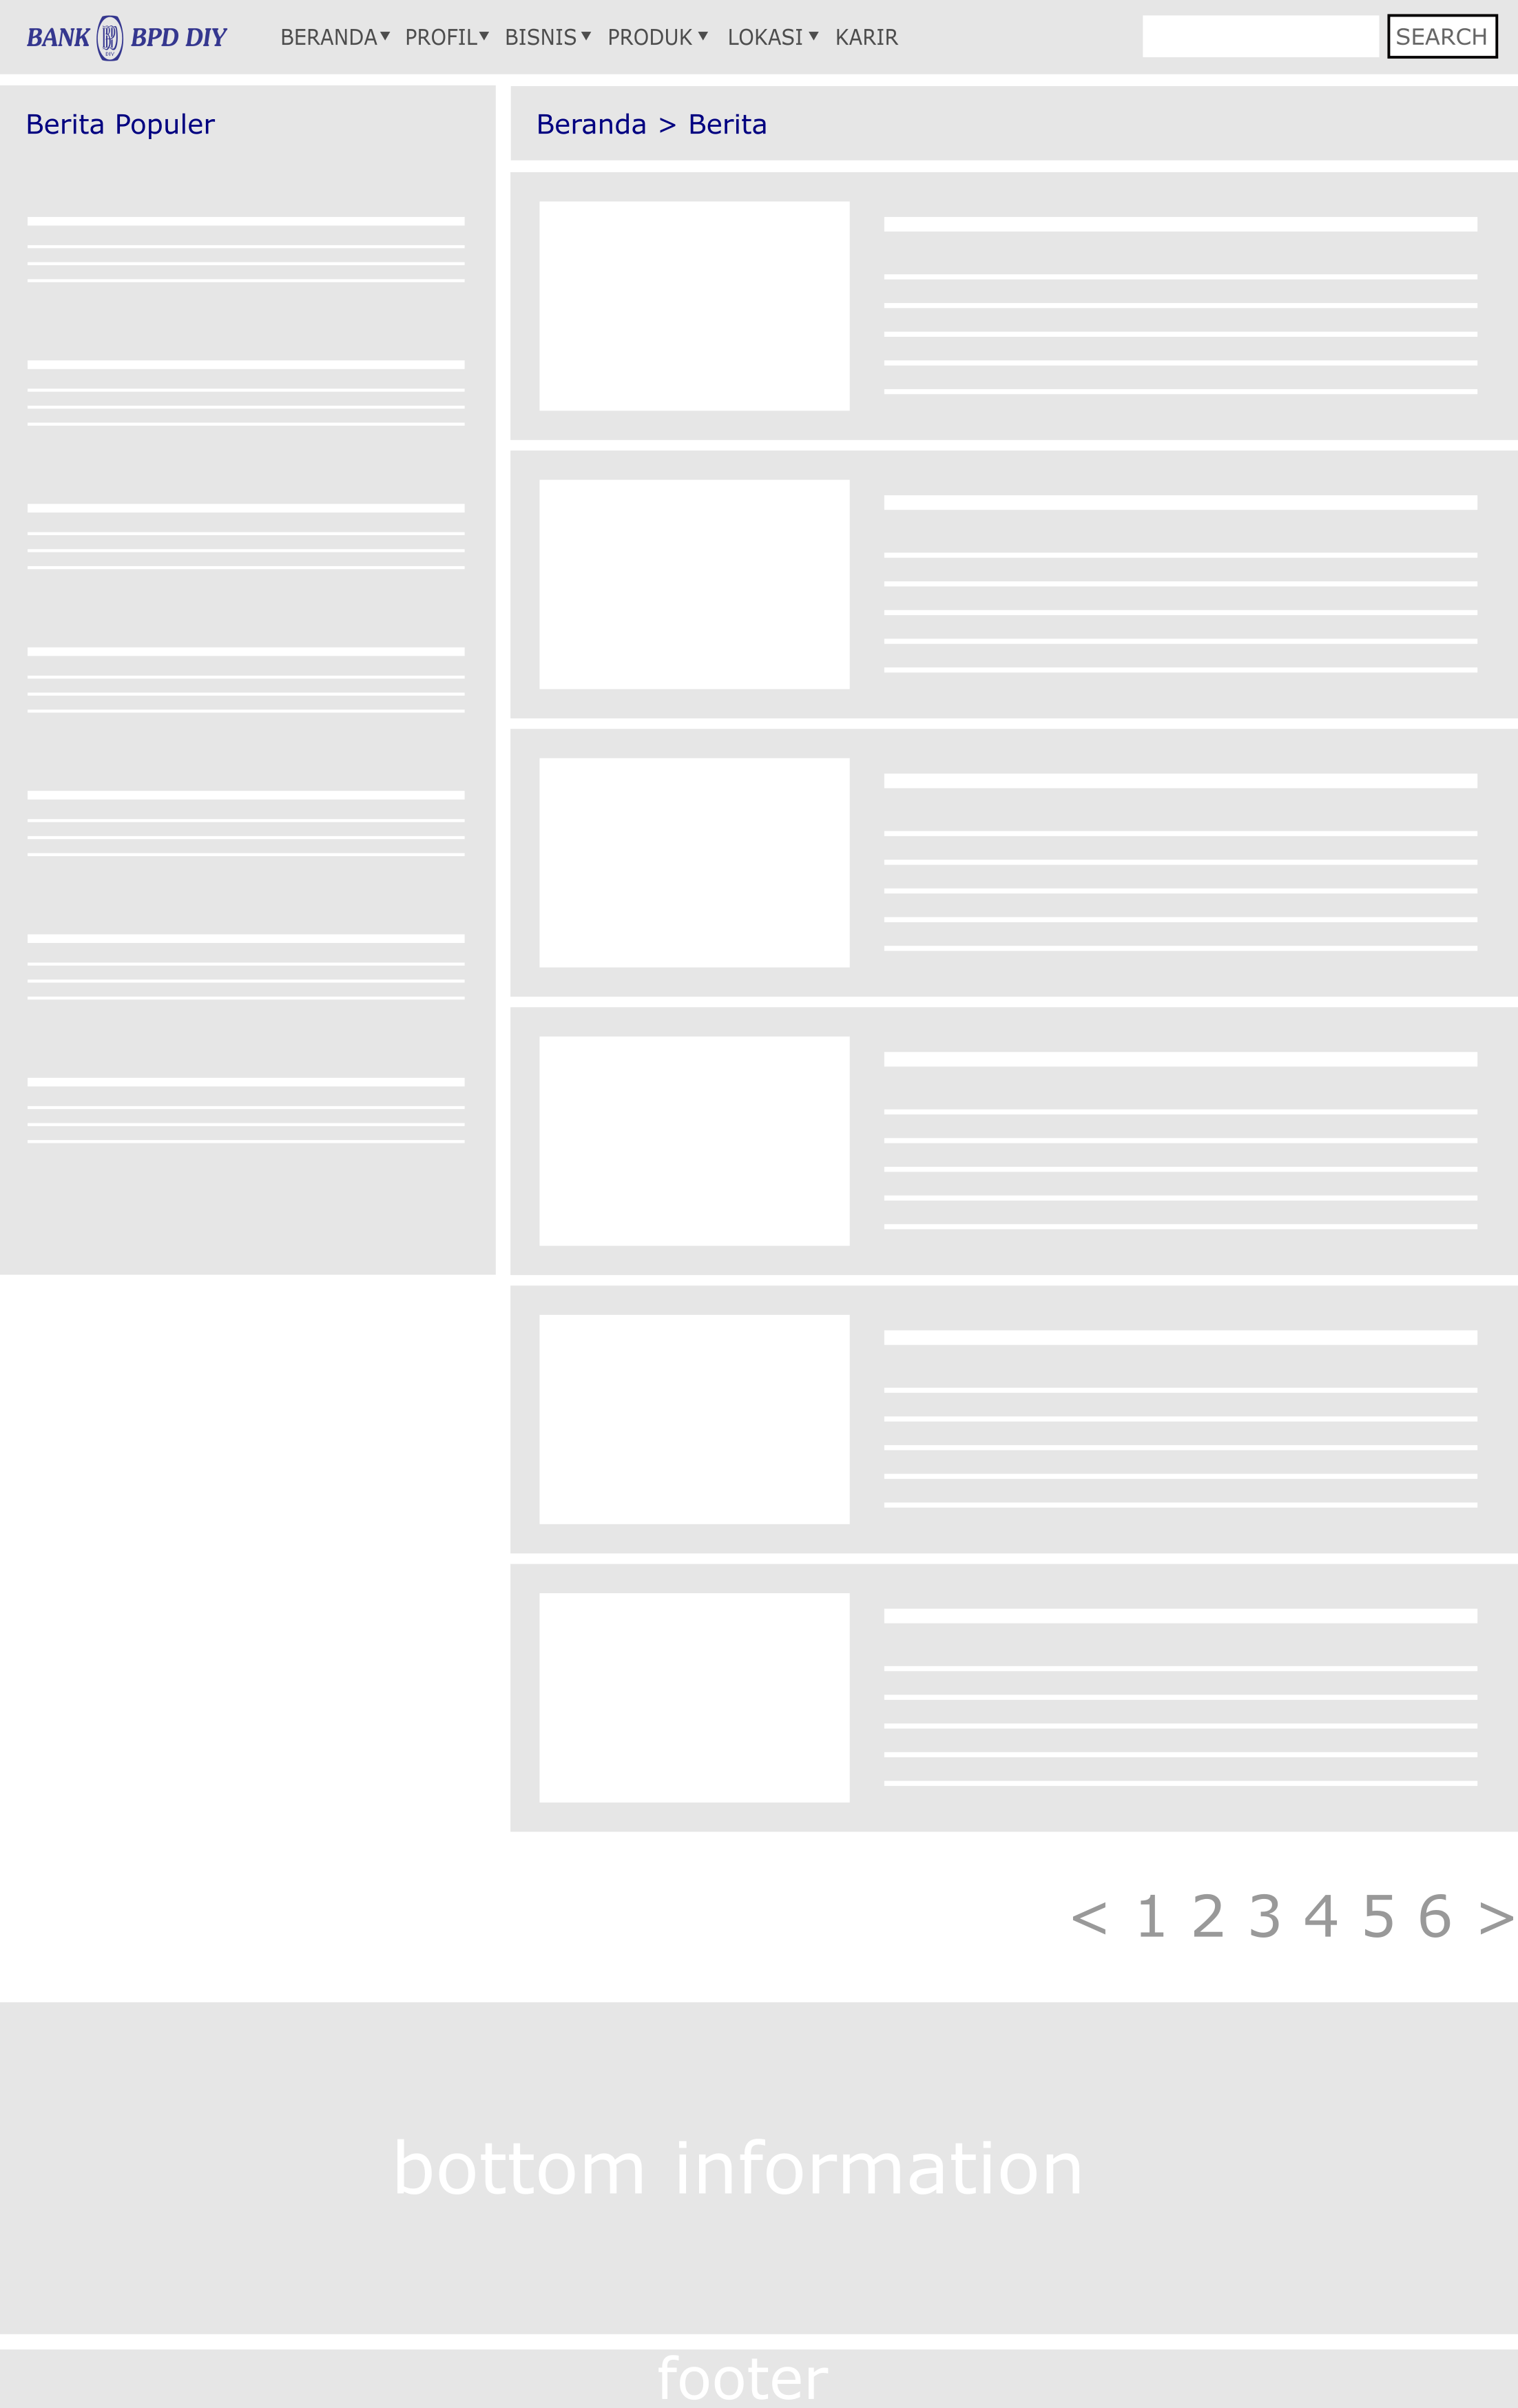 BANK BPD DIY BERANDA PROFIL BISNIS PRODUK LOKASI KARIR SEARCH
Berita Populer
Beranda > Berita
< 1 2 3 4 5 6 >
bottom information
footer